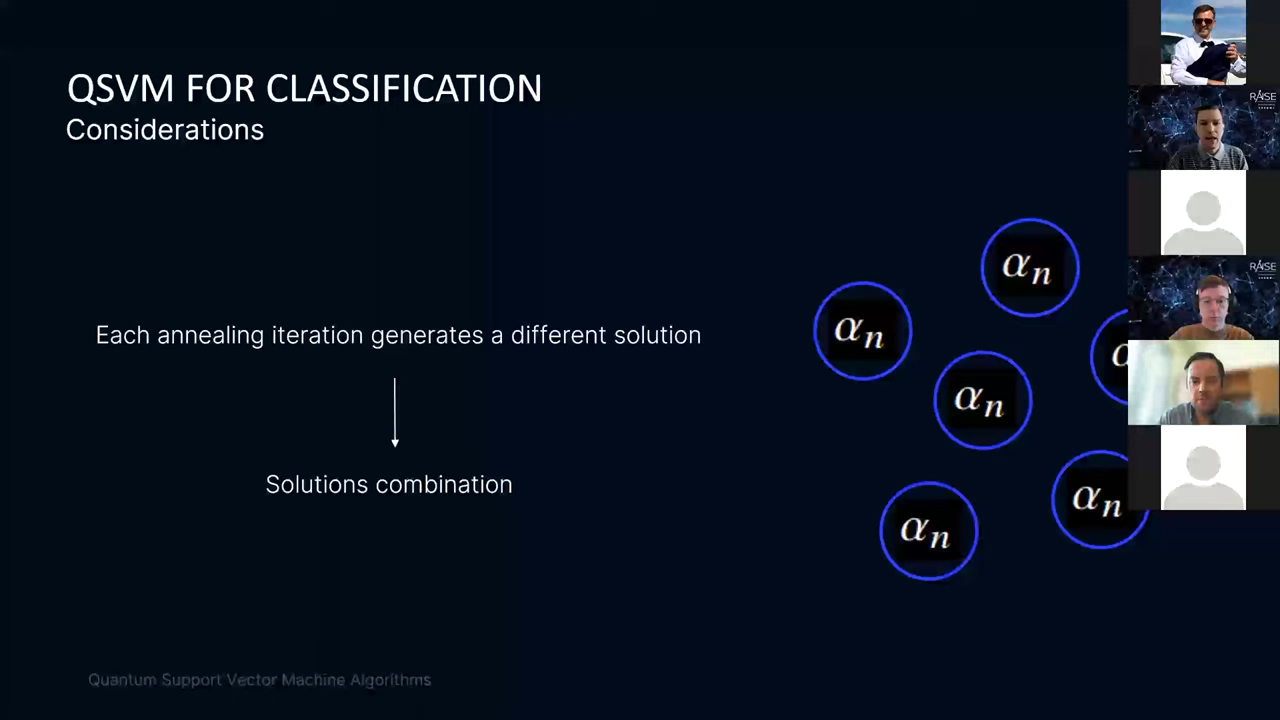 QSVM FOR CLASSIFICATION
Considerations
Each annealing iteration generates a different solution
Solutions combination
αn
αn
αn
α
αn
αn
Quantum Support Vector Machine Algorithms
RAISE
RAISE